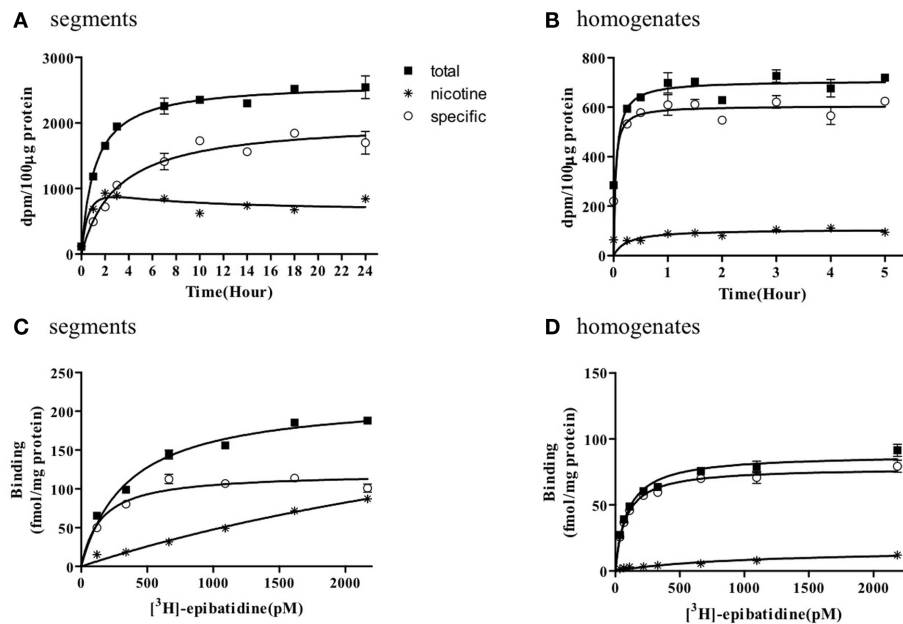 A segments
3000
2000
1000
0
dpm/100µg protein
0 2 4 6 8 10 12 14 16 18 20 22 24
Time(Hour)
total
nicotine
specific
B homogenates
800
600
400
200
0
dpm/100µg protein
0 1 2 3 4 5
Time(Hour)
C segments
250
200
150
100
50
0
Binding
(fmol/mg protein)
0 500 1000 1500 2000
[³H]-epibatidine(pM)
D homogenates
150
100
50
0
Binding
(fmol/mg protein)
0 500 1000 1500 2000
[³H]-epibatidine(pM)